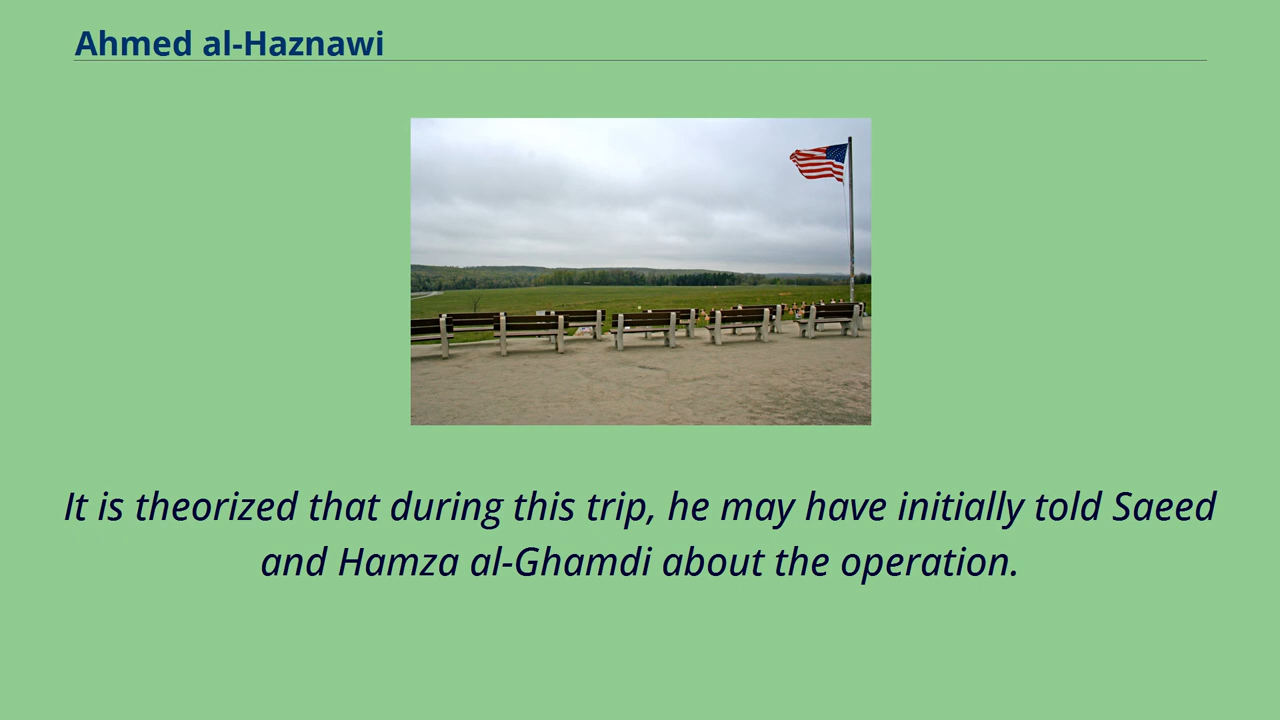 Ahmed al-Haznawi
It is theorized that during this trip, he may have initially told Saeed
and Hamza al-Ghamdi about the operation.